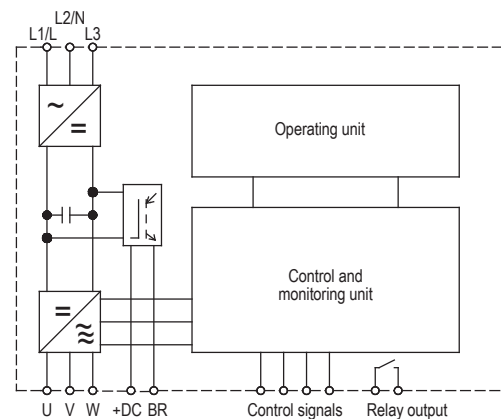 L2/N
L1/L L3
~
=
Operating unit
Control and
monitoring unit
=
≈
U V W +DC BR Control signals Relay output